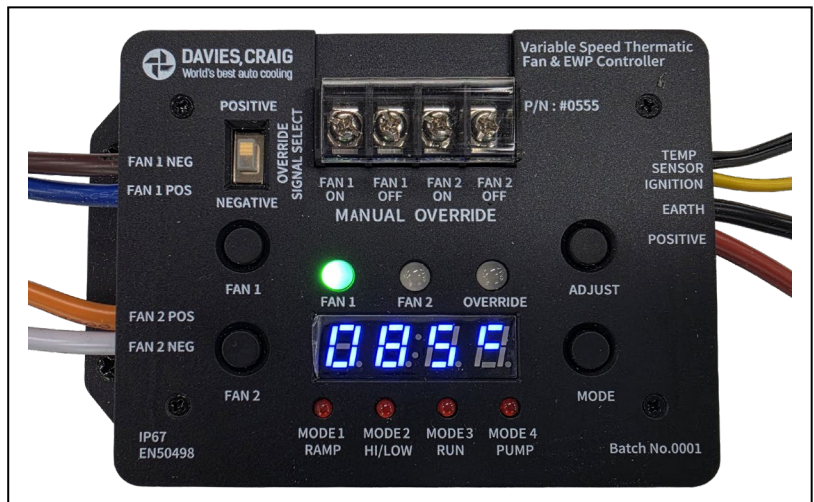 DAVIES, CRAIG
World's best auto cooling
Variable Speed Thermatic
Fan & EWP Controller
P/N : #0555
POSITIVE
OVERRIDE
SIGNAL SELECT
NEGATIVE
FAN 1 NEG
FAN 1 POS
FAN 1
ON
FAN 1
OFF
FAN 2
ON
FAN 2
OFF
MANUAL OVERRIDE
TEMP
SENSOR
IGNITION
EARTH
POSITIVE
FAN 1
FAN 1
FAN 2
OVERRIDE
ADJUST
FAN 2 POS
FAN 2 NEG
085ᶜ
FAN 2
MODE
MODE 1
RAMP
MODE 2
HI/LOW
MODE 3
RUN
MODE 4
PUMP
IP67
EN50498
Batch No.0001